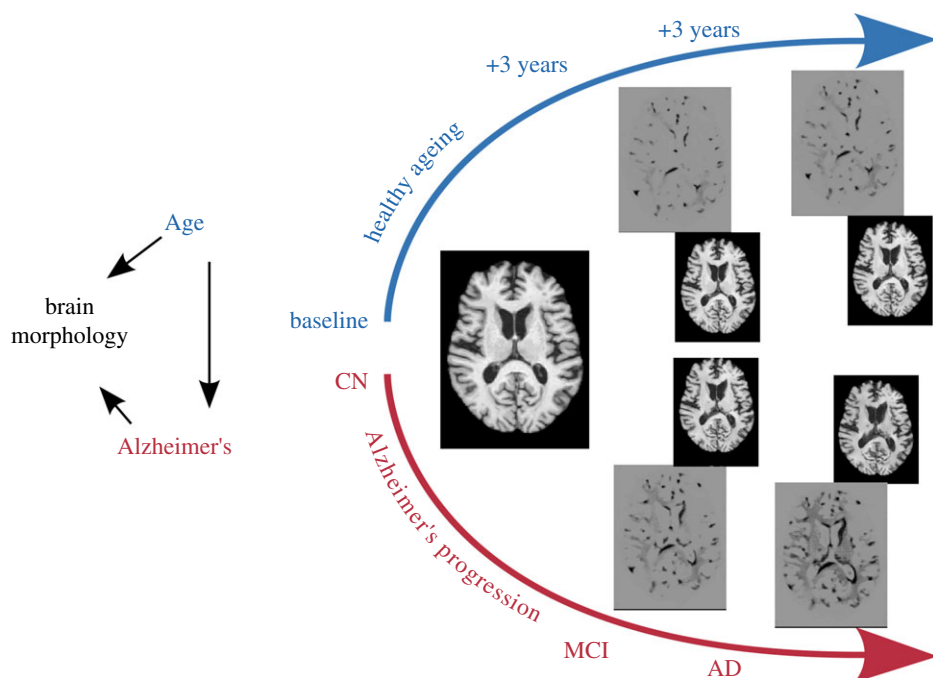 Age
brain
morphology
Alzheimer's
baseline
healthy ageing
+3 years
+3 years
CN
Alzheimer's progression
MCI
AD